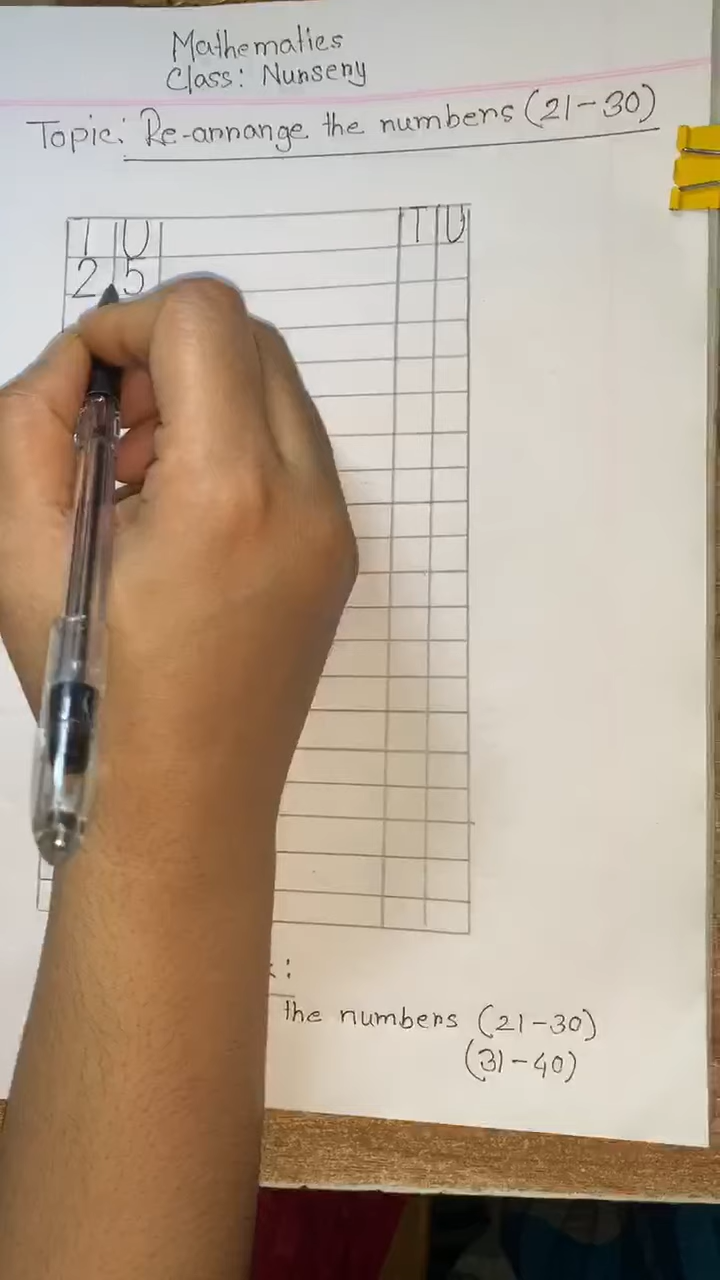 Mathematics
Class: Nursery
Topic: Re-arrange the numbers (21-30)
T U T U
2 5
:
the numbers (21-30)
(31-40)